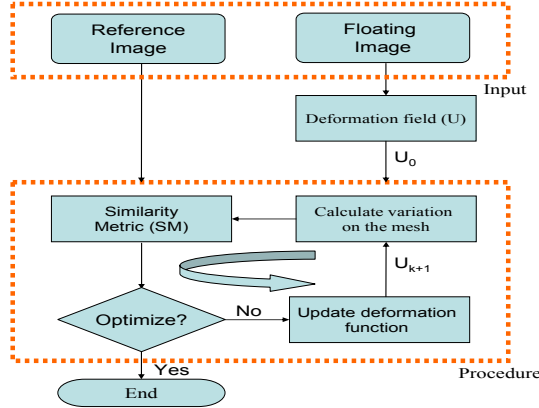 Reference
Image
Floating
Image
Input
Deformation field (U)
U0
Similarity
Metric (SM)
Calculate variation
on the mesh
Uk+1
Optimize?
No
Update deformation
function
Yes
Procedure
End